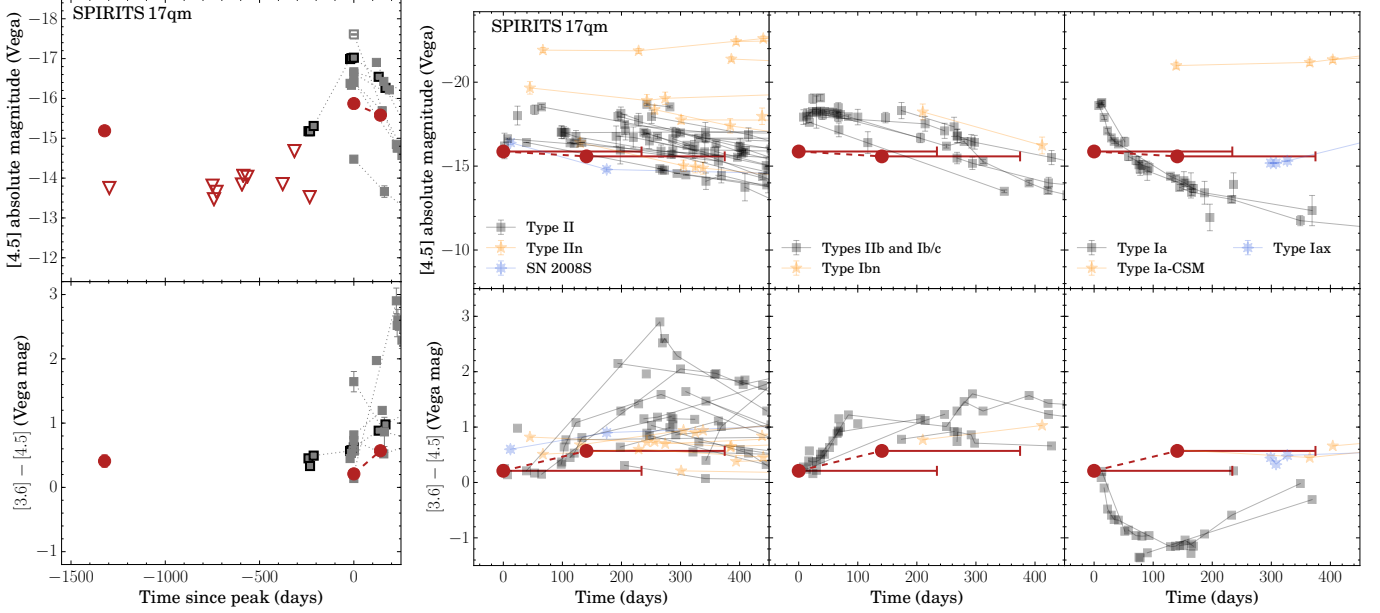 SPIRITS 17qm
[4.5] absolute magnitude (Vega)
−18
−17
−16
−15
−14
−13
−12
[3.6] − [4.5] (Vega mag)
3
2
1
0
−1
−1500
−1000
−500
0
Time since peak (days)
SPIRITS 17qm
[4.5] absolute magnitude (Vega)
−20
−15
−10
Type II
Type IIn
SN 2008S
Types IIb and Ib/c
Type Ibn
Type Ia
Type Ia-CSM
Type Iax
[3.6] − [4.5] (Vega mag)
3
2
1
0
−1
0 100 200 300 400
0 100 200 300 400
0 100 200 300 400
Time (days)
Time (days)
Time (days)